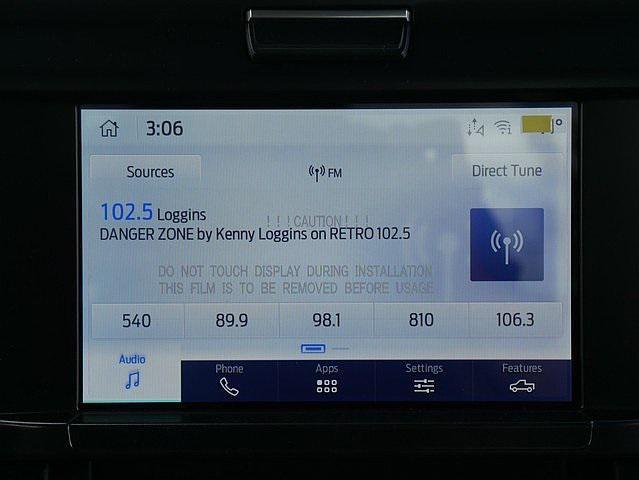 3:06
Sources
FM
Direct Tune
102.5 Loggins
! ! ! CAUTION ! ! !
DANGER ZONE by Kenny Loggins on RETRO 102.5
DO NOT TOUCH DISPLAY DURING INSTALLATION
THIS FILM IS TO BE REMOVED BEFORE USAGE
540 89.9 98.1 810 106.3
Audio Phone Apps Settings Features